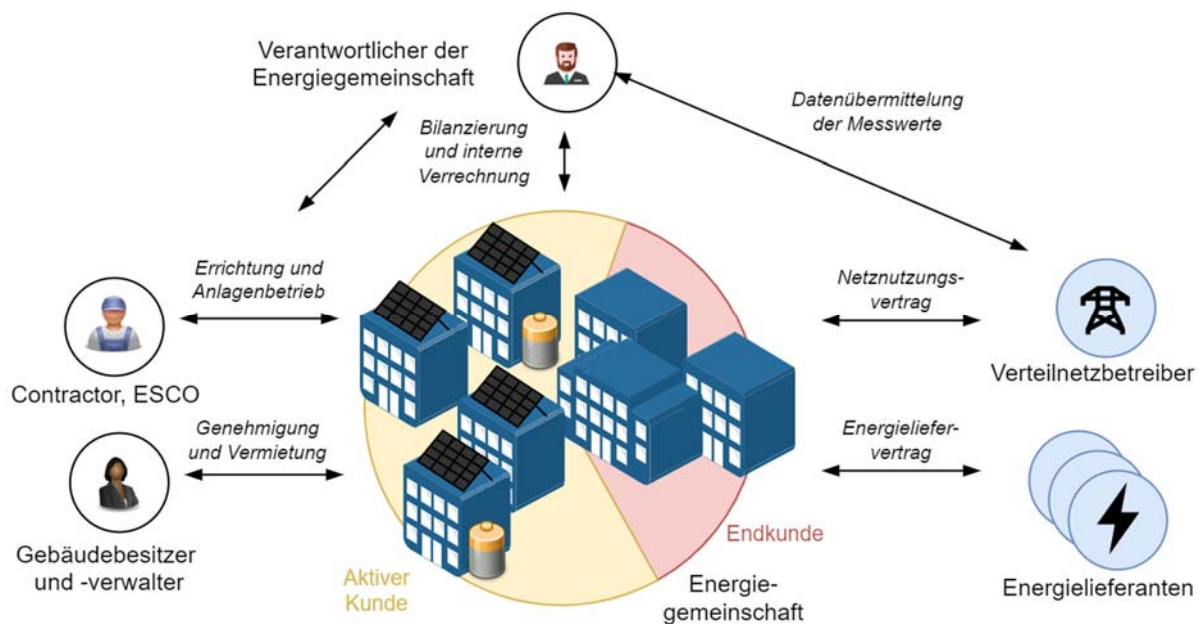 Verantwortlicher der
Energiegemeinschaft
Datenübermittelung
der Messwerte
Bilanzierung
und interne
Verrechnung
Errichtung und
Anlagenbetrieb
Netznutzungs-
vertrag
Contractor, ESCO
Verteilnetzbetreiber
Genehmigung
und Vermietung
Energieliefer-
vertrag
Gebäudebesitzer
und -verwalter
Aktiver
Kunde
Endkunde
Energie-
gemeinschaft
Energielieferanten